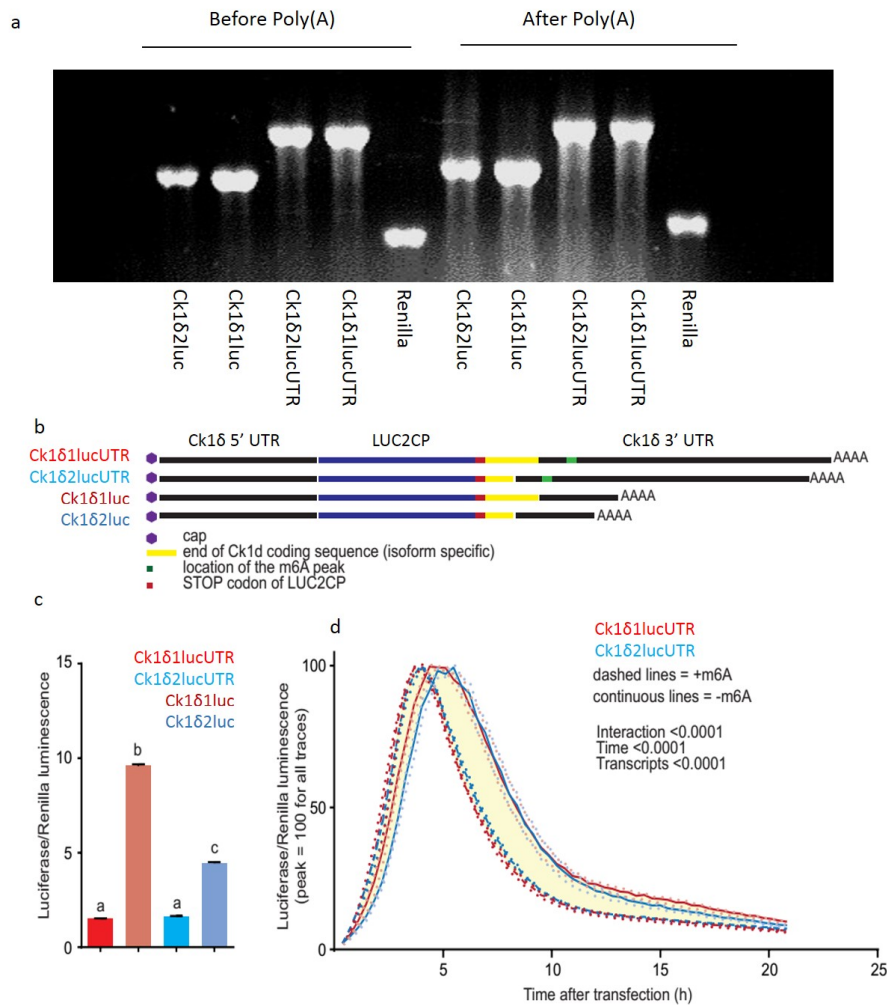 a
Before Poly(A)
After Poly(A)
Ck1δ2luc
Ck1δ1luc
Ck1δ2lucUTR
Ck1δ1lucUTR
Renilla
Ck1δ2luc
Ck1δ1luc
Ck1δ2lucUTR
Ck1δ1lucUTR
Renilla
b
Ck1δ 5’ UTR
LUC2CP
Ck1δ 3’ UTR
Ck1δ1lucUTR
AAAA
Ck1δ2lucUTR
AAAA
Ck1δ1luc
AAAA
Ck1δ2luc
AAAA
cap
end of Ck1d coding sequence (isoform specific)
location of the m6A peak
STOP codon of LUC2CP
c
Ck1δ1lucUTR
Ck1δ2lucUTR
Ck1δ1luc
Ck1δ2luc
Luciferase/Renilla luminescence
15
10
5
0
a
b
a
c
d
Ck1δ1lucUTR
Ck1δ2lucUTR
dashed lines = +m6A
continuous lines = -m6A
Interaction <0.0001
Time <0.0001
Transcripts <0.0001
Luciferase/Renilla luminescence
(peak = 100 for all traces)
100
50
0
5
10
15
20
25
Time after transfection (h)